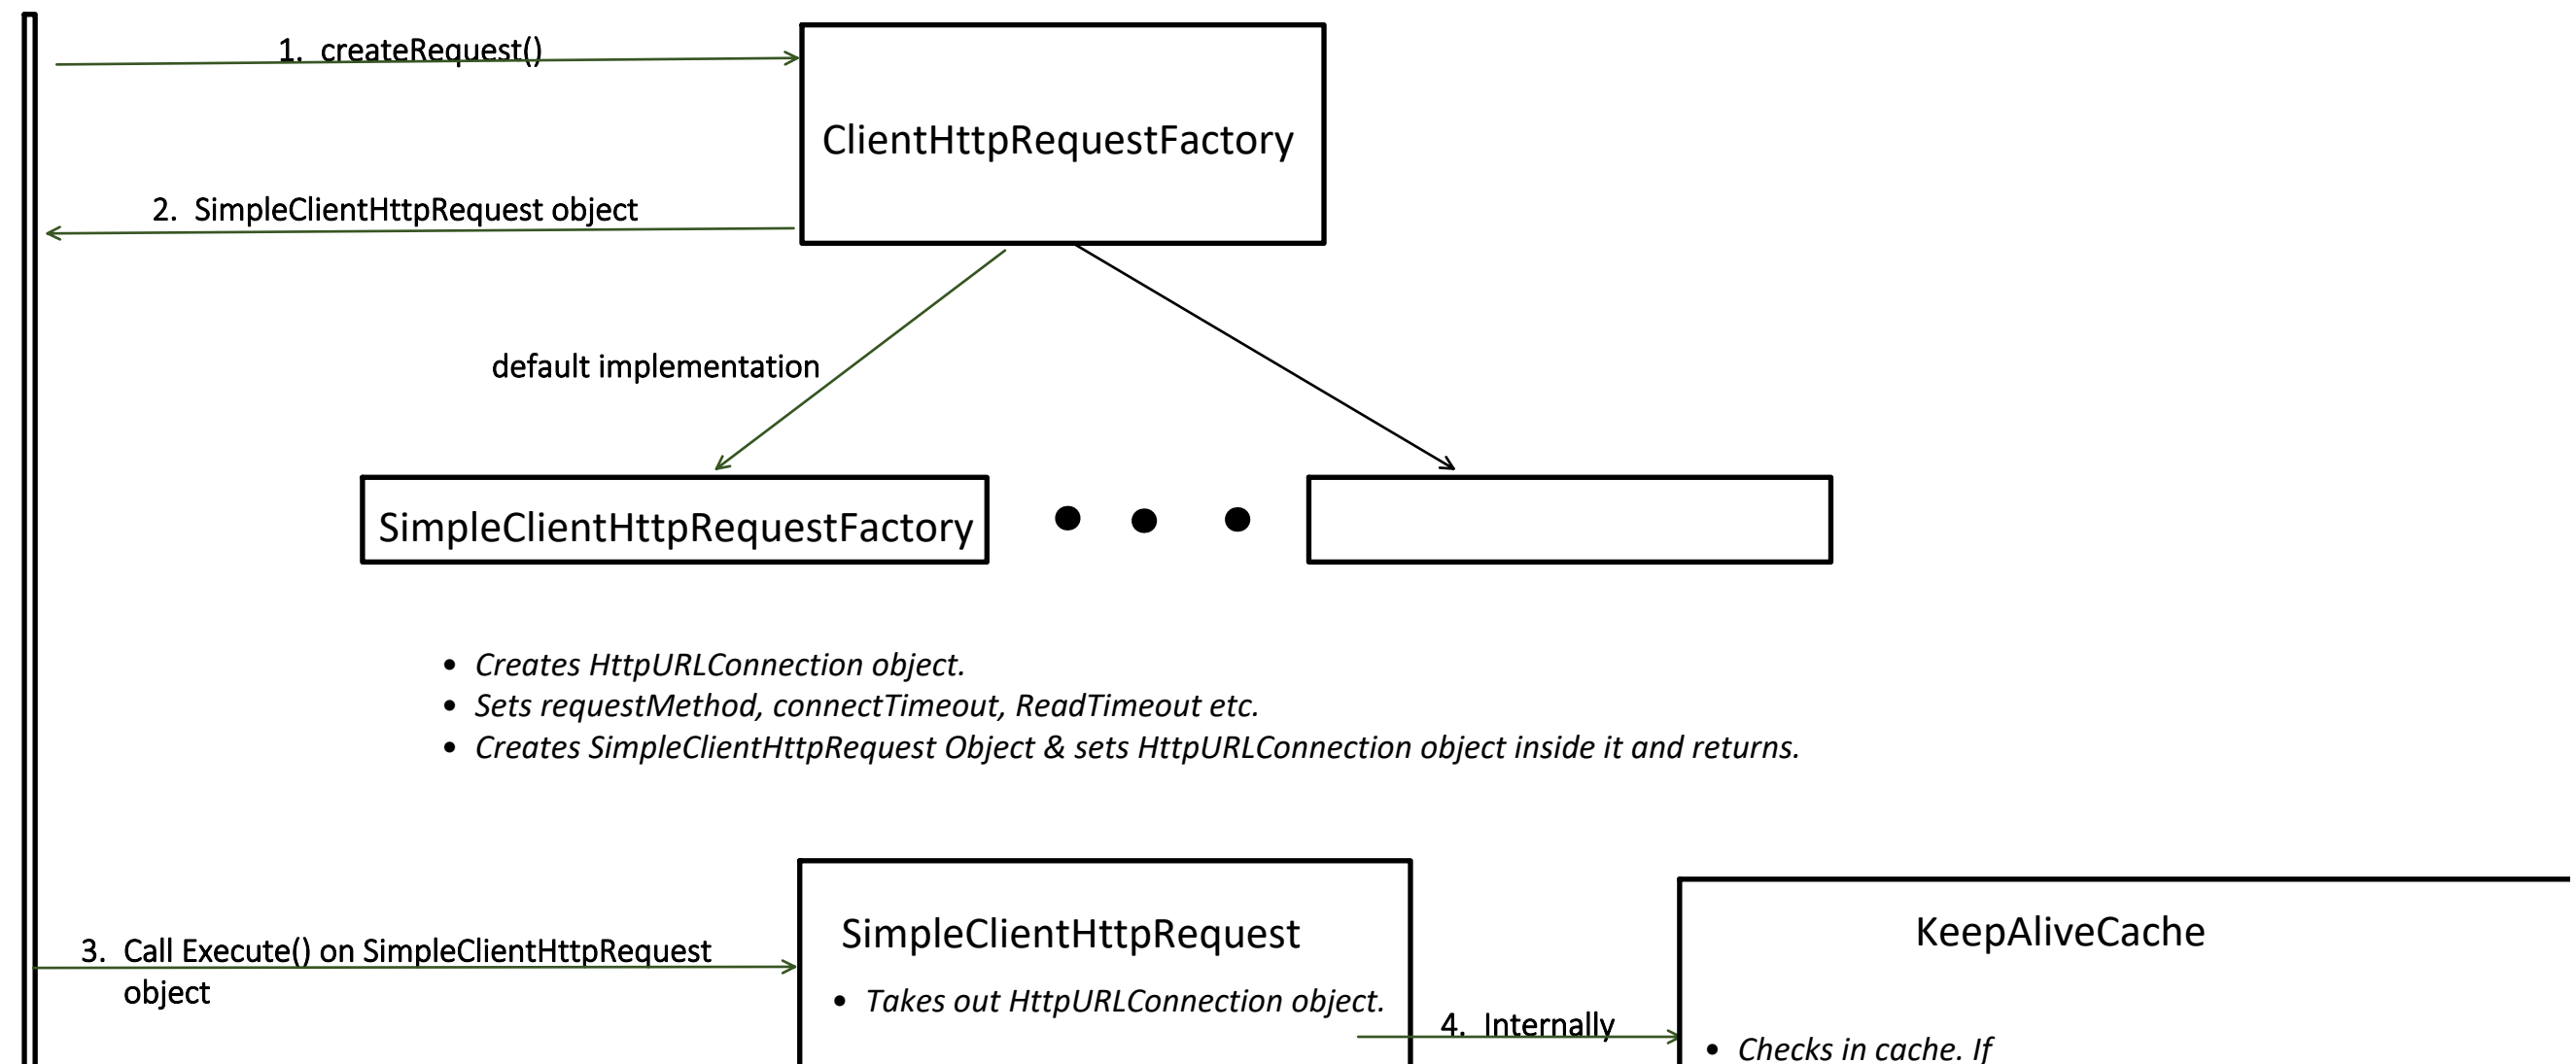 1. createRequest()
ClientHttpRequestFactory
2. SimpleClientHttpRequest object
default implementation
SimpleClientHttpRequestFactory
• Creates HttpURLConnection object.
• Sets requestMethod, connectTimeout, ReadTimeout etc.
• Creates SimpleClientHttpRequest Object & sets HttpURLConnection object inside it and returns.
3. Call Execute() on SimpleClientHttpRequest
object
SimpleClientHttpRequest
• Takes out HttpURLConnection object.
4. Internally
KeepAliveCache
• Checks in cache. If